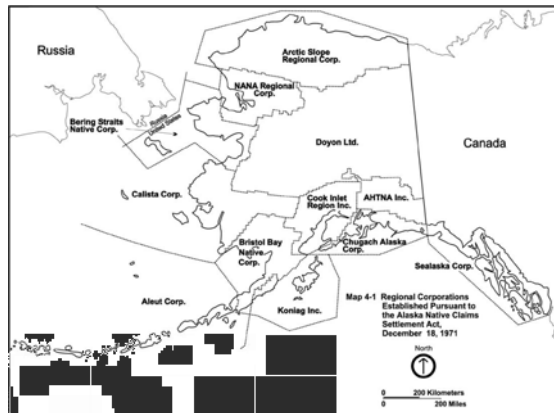 Russia
Arctic Slope
Regional Corp.
NANA Regional
Corp.
Bering Straits
Native Corp.
Russia
United States
Doyon Ltd.
Canada
Calista Corp.
Cook Inlet
Region Inc.
AHTNA Inc.
Bristol Bay
Native
Corp.
Chugach Alaska
Corp.
Sealaska Corp.
Aleut Corp.
Koniag Inc.
Map 4-1 Regional Corporations
Established Pursuant to
the Alaska Native Claims
Settlement Act,
December 18, 1971
North
0 200 Kilometers
0 200 Miles